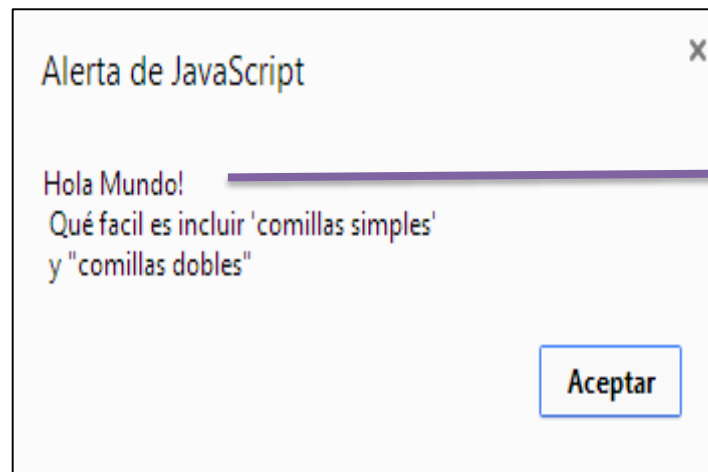 Alerta de JavaScript
x
Hola Mundo!
Qué facil es incluir 'comillas simples'
y "comillas dobles"
Aceptar